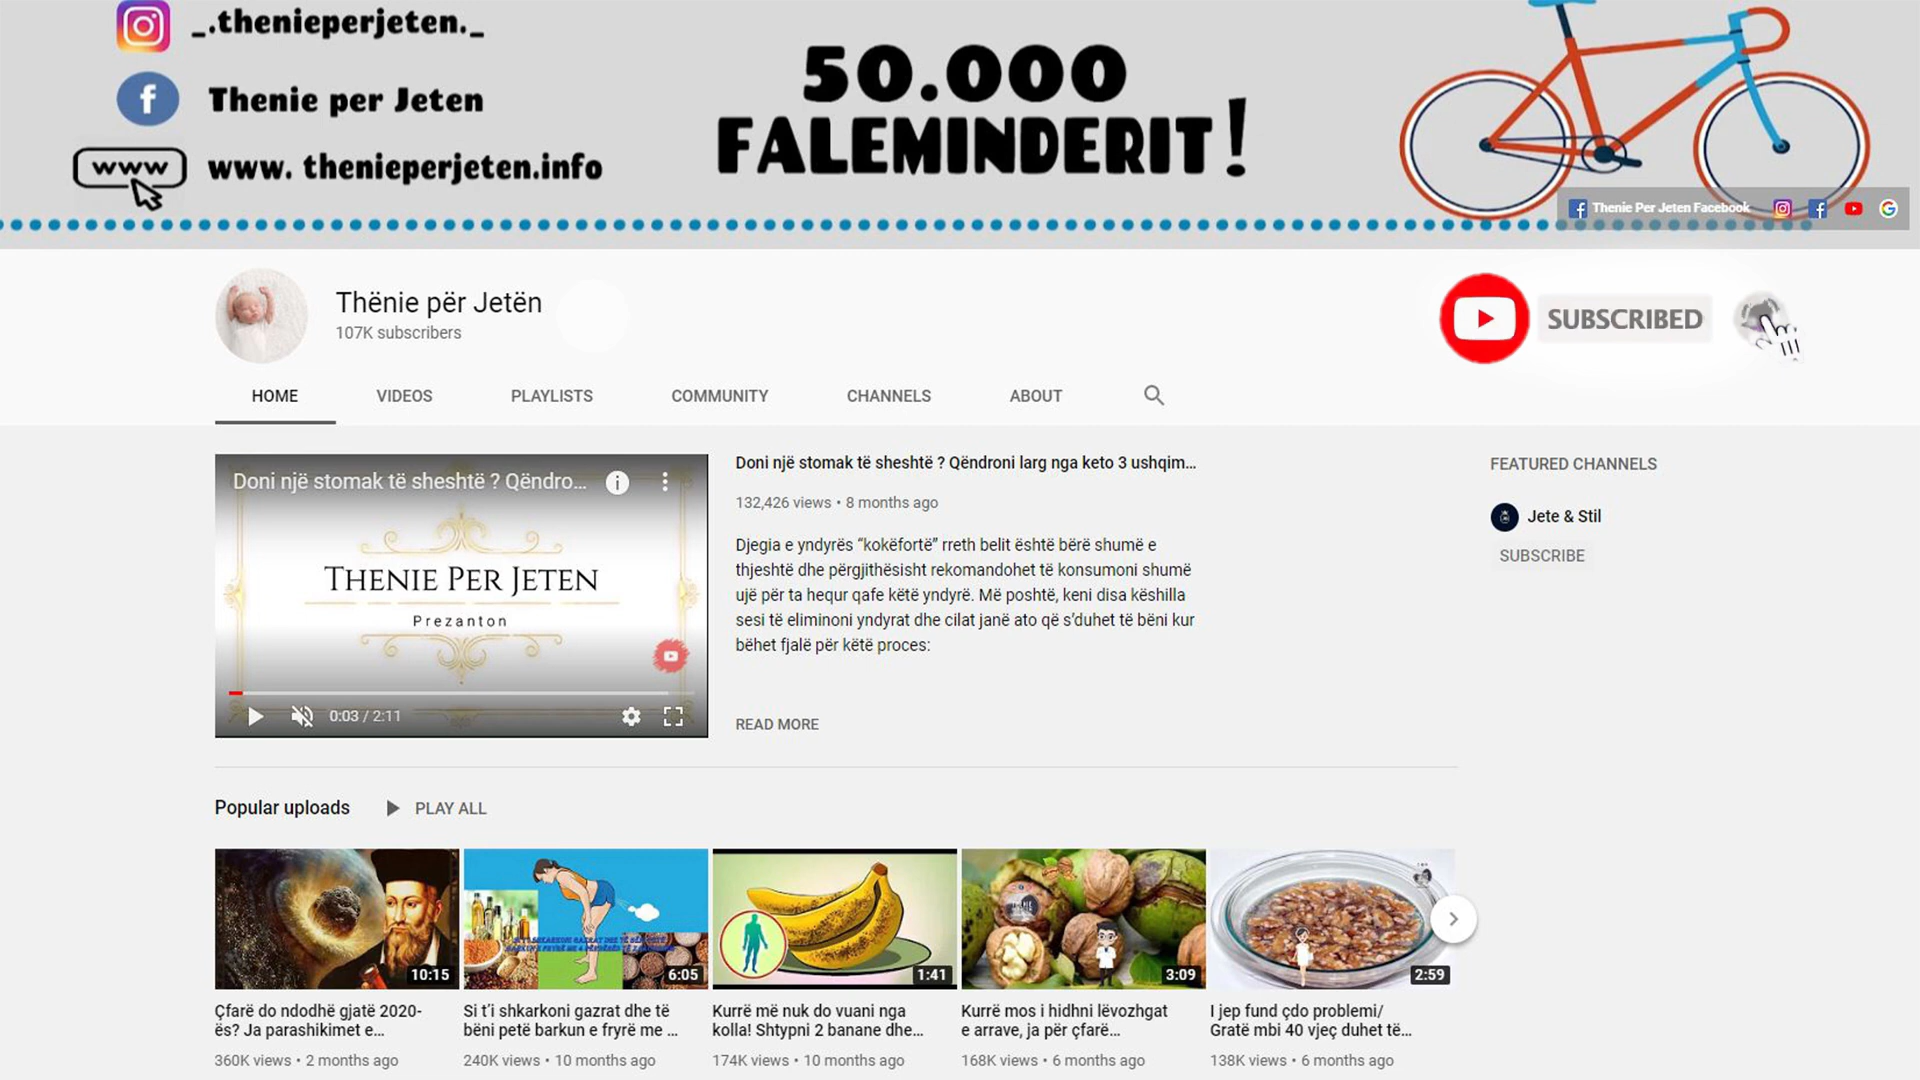 _.thenieperjeten._
Thenie per Jeten
www
www. thenieperjeten.info
50.000
FALEMINDERIT!
Thenie Per Jeten Facebook
Thënie për Jetën
107K subscribers
SUBSCRIBED
HOME VIDEOS PLAYLISTS COMMUNITY CHANNELS ABOUT
Doni një stomak të sheshtë ? Qëndro...
THENIE PER JETEN
Prezanton
0:03 / 2:11
Doni një stomak të sheshtë ? Qëndroni larg nga keto 3 ushqim...
132,426 views • 8 months ago
Djegia e yndyrës “kokëfortë” rreth belit është bërë shumë e
thjeshtë dhe përgjithësisht rekomandohet të konsumoni shumë
ujë për ta hequr qafe këtë yndyrë. Më poshtë, keni disa këshilla
sesi të eliminoni yndyrat dhe cilat janë ato që s’duhet të bëni kur
bëhet fjalë për këtë proces:
READ MORE
FEATURED CHANNELS
Jete & Stil
SUBSCRIBE
Popular uploads PLAY ALL
10:15
Çfarë do ndodhë gjatë 2020-
ës? Ja parashikimet e...
360K views • 2 months ago
6:05
Si t’i shkarkoni gazrat dhe të
bëni petë barkun e fryrë me ...
240K views • 10 months ago
1:41
Kurrë më nuk do vuani nga
kolla! Shtypni 2 banane dhe...
174K views • 10 months ago
3:09
Kurrë mos i hidhni lëvozhgat
e arrave, ja për çfarë...
168K views • 6 months ago
2:59
I jep fund çdo problemi/
Gratë mbi 40 vjeç duhet të...
138K views • 6 months ago